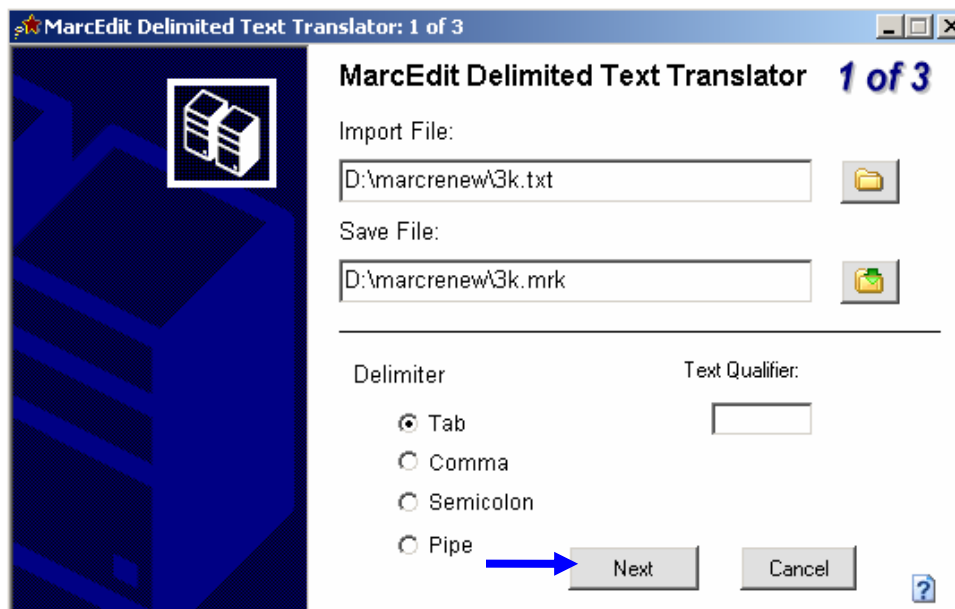 MarcEdit Delimited Text Translator: 1 of 3
MarcEdit Delimited Text Translator 1 of 3
Import File:
D:\marcrenew\3k.txt
Save File:
D:\marcrenew\3k.mrk
Delimiter Text Qualifier:
Tab
Comma
Semicolon
Pipe
Next Cancel
?